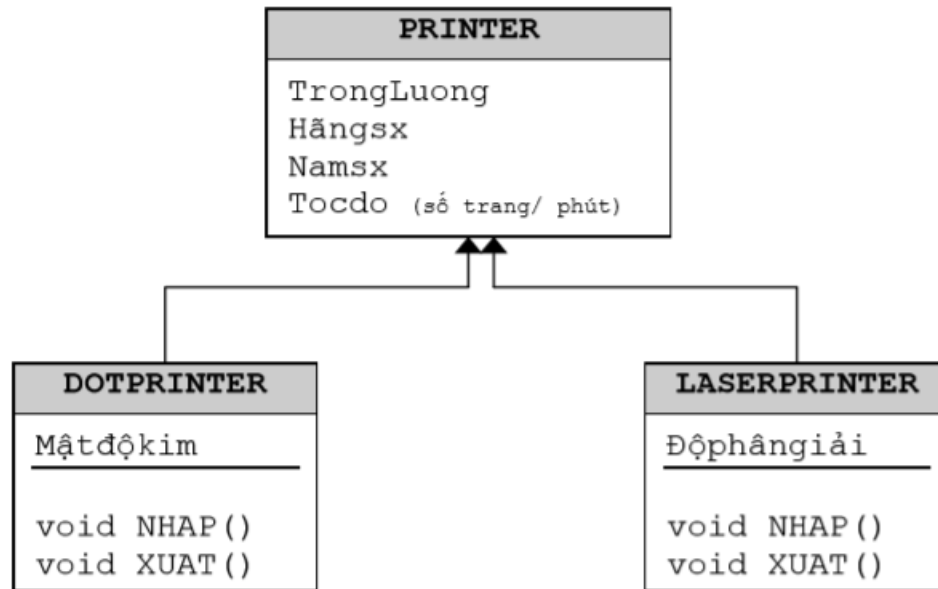 PRINTER
TrongLuong
Hãngsx
Namsx
Tocdo (số trang/ phút)
DOTPRINTER
Mậtđộkim
void NHAP()
void XUAT()
LASERPRINTER
Độphângiải
void NHAP()
void XUAT()